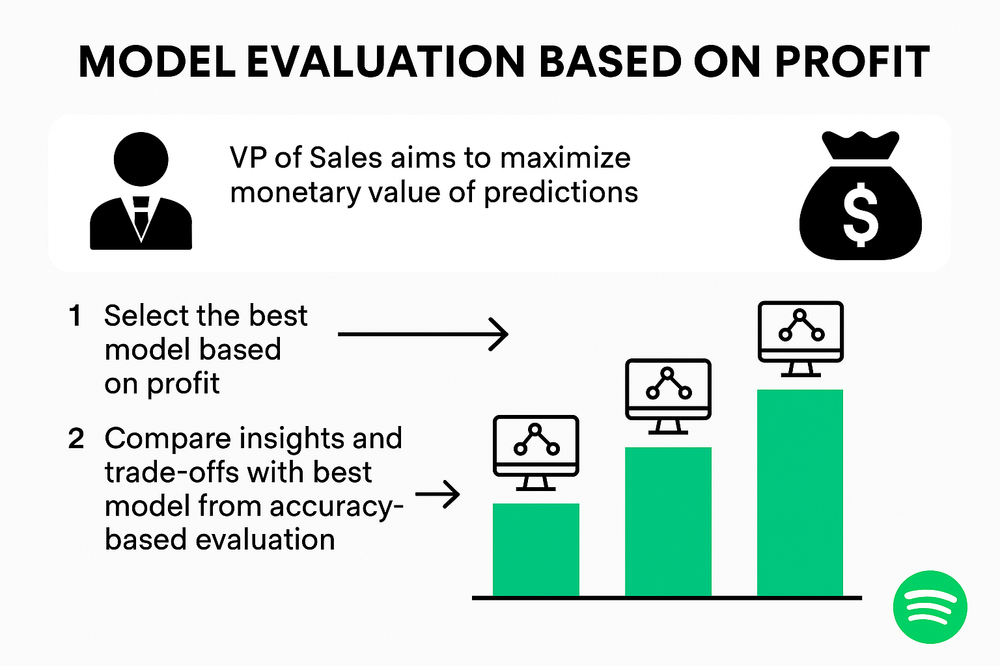 MODEL EVALUATION BASED ON PROFIT
VP of Sales aims to maximize
monetary value of predictions
$
1 Select the best
model based
on profit
2 Compare insights and
trade-offs with best
model from accuracy-
based evaluation